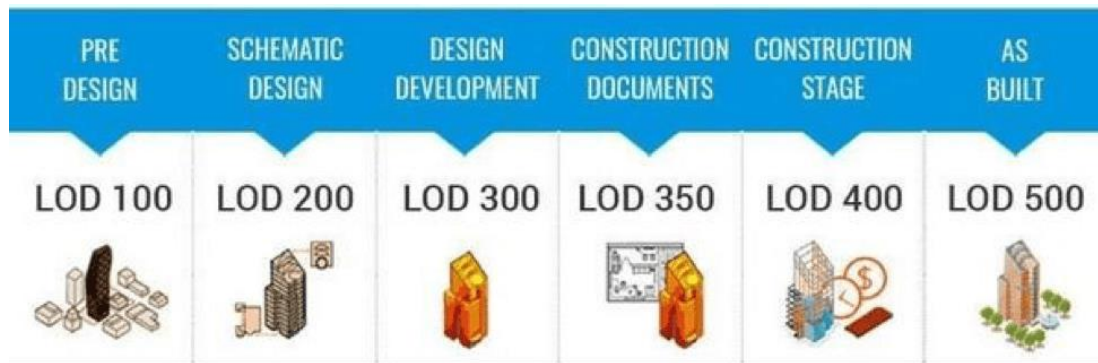 PRE
DESIGN
SCHEMATIC
DESIGN
DESIGN
DEVELOPMENT
CONSTRUCTION
DOCUMENTS
CONSTRUCTION
STAGE
AS
BUILT
LOD 100
LOD 200
LOD 300
LOD 350
LOD 400
LOD 500
$